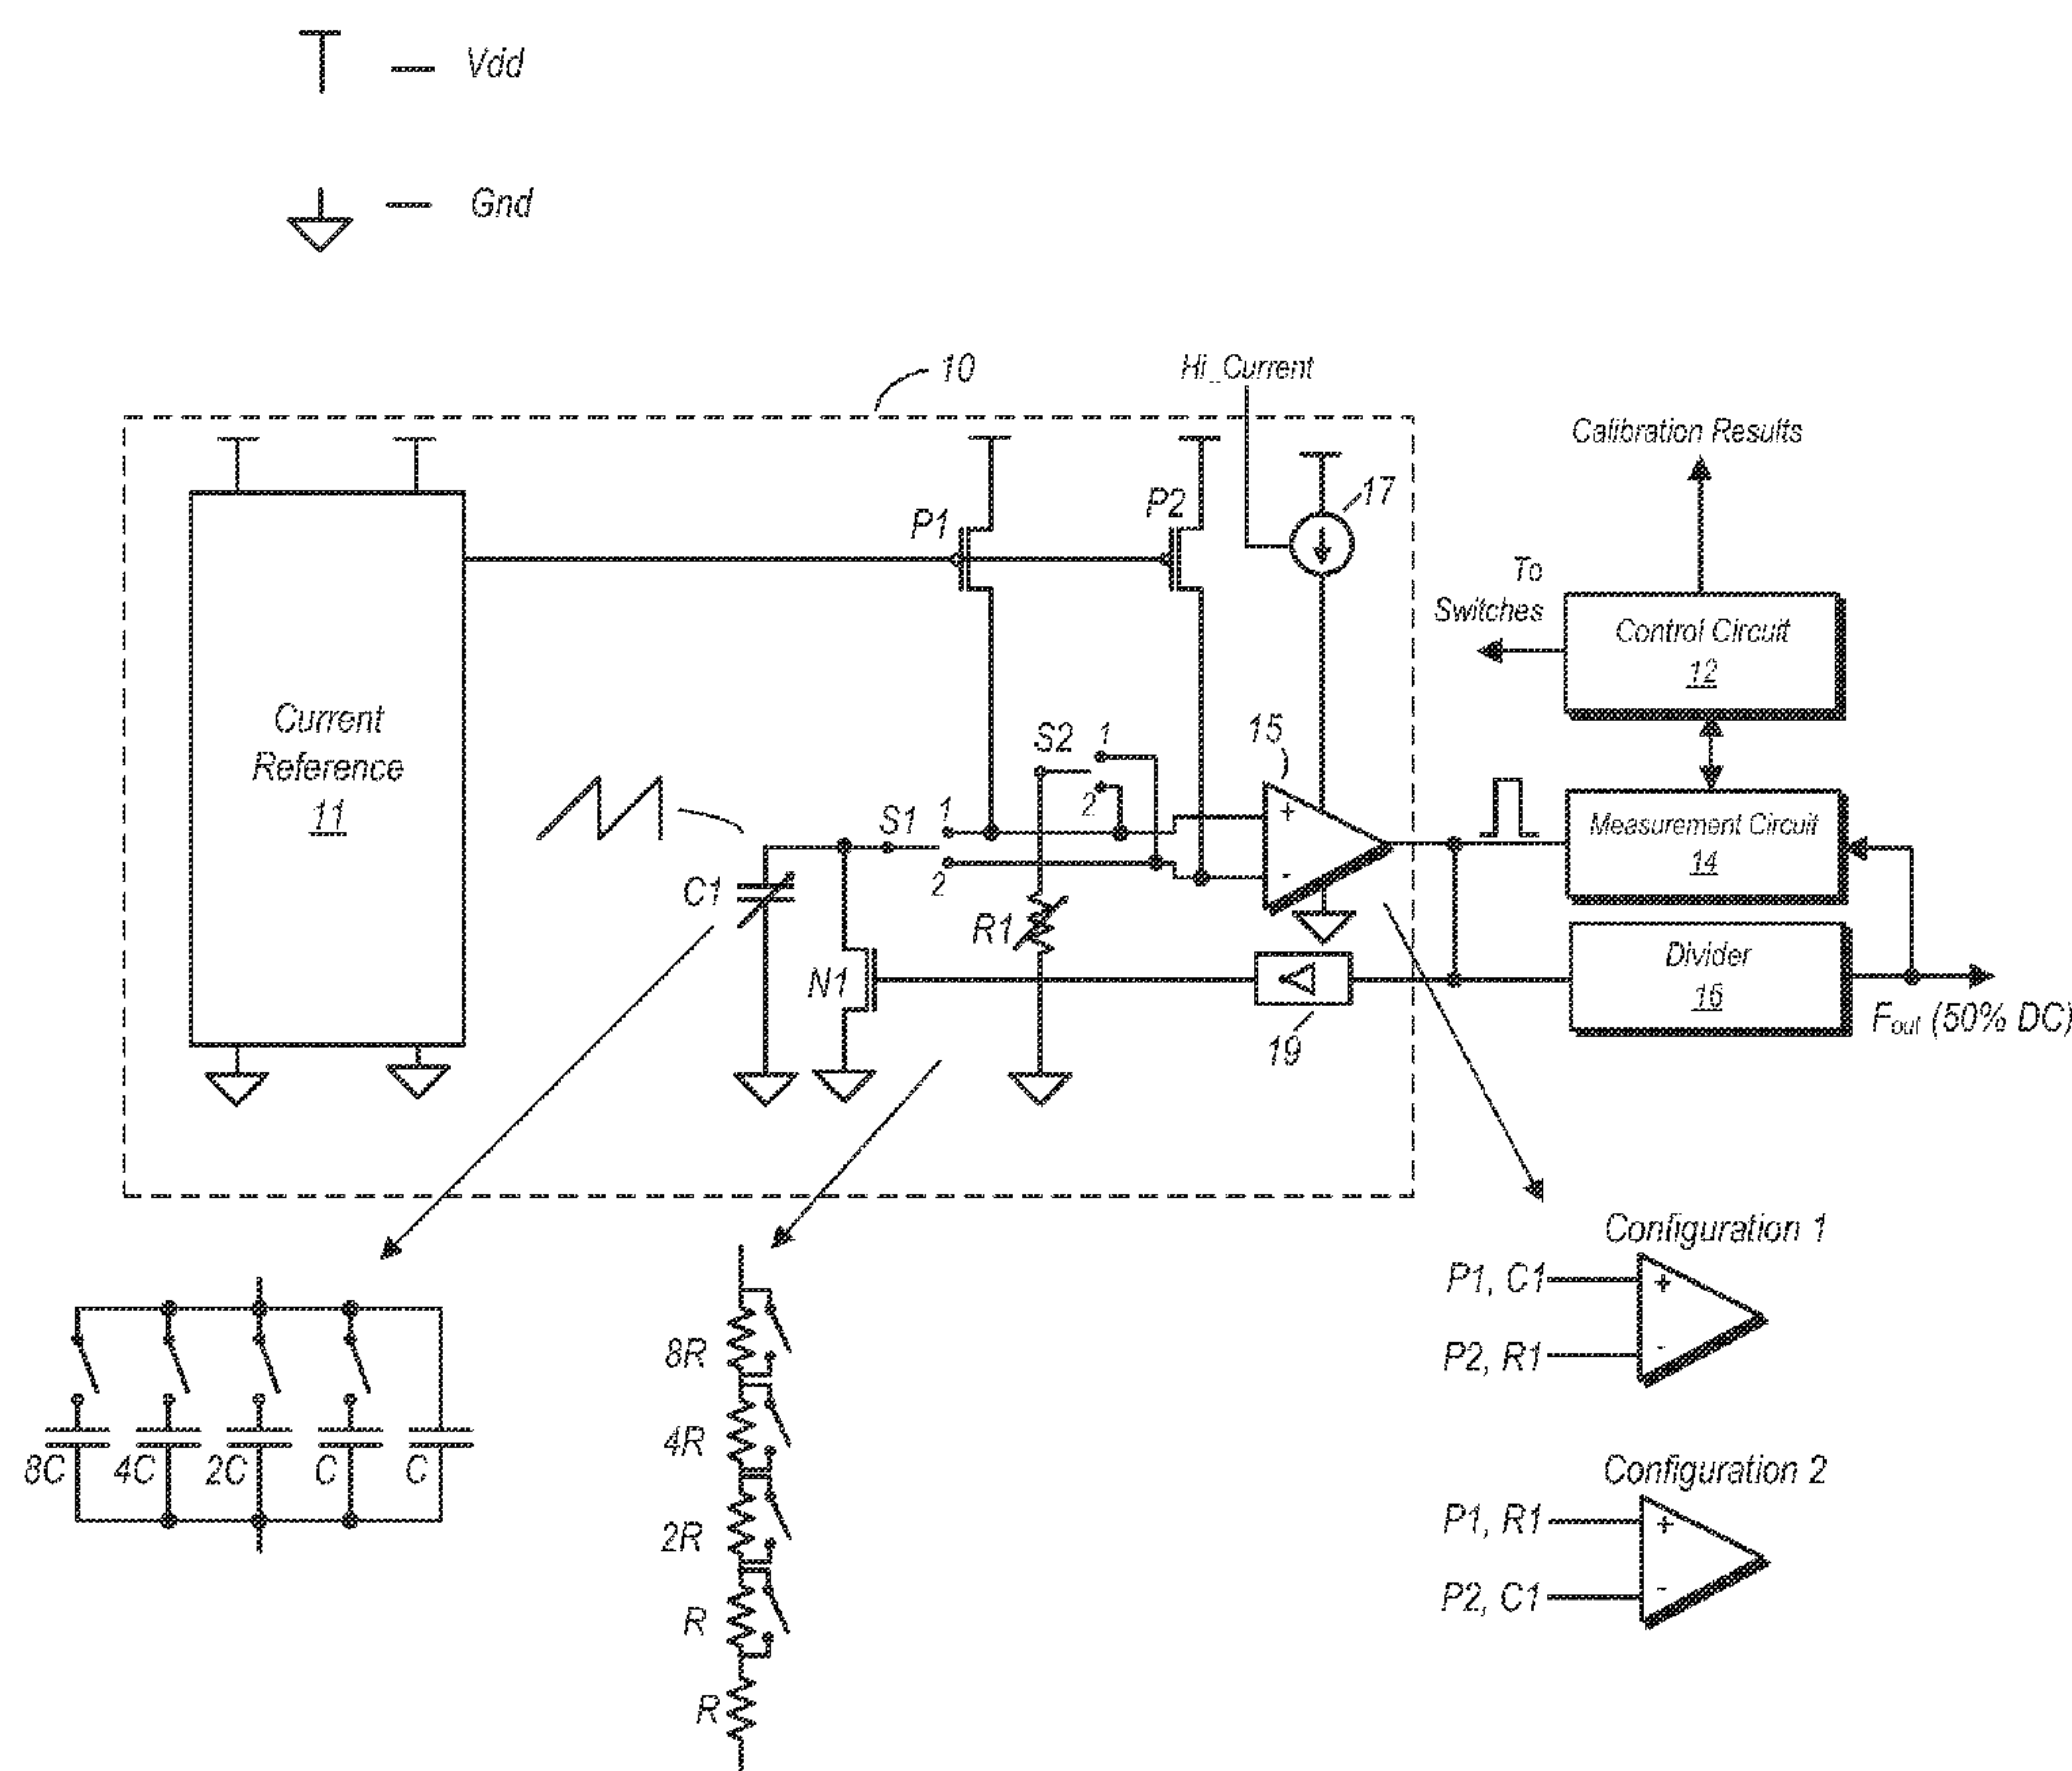 Vdd
Gnd
10
Hi_Current
Calibration Results
17
P1
P2
To
Switches
Control Circuit
12
Current
Reference
11
S2
1
2
15
S1
1
2
+
-
Measurement Circuit
14
C1
R1
N1
19
Divider
16
Fout (50% DC)
8C
4C
2C
C
C
8R
4R
2R
R
R
Configuration 1
P1, C1
+
P2, R1
-
Configuration 2
P1, R1
+
P2, C1
-